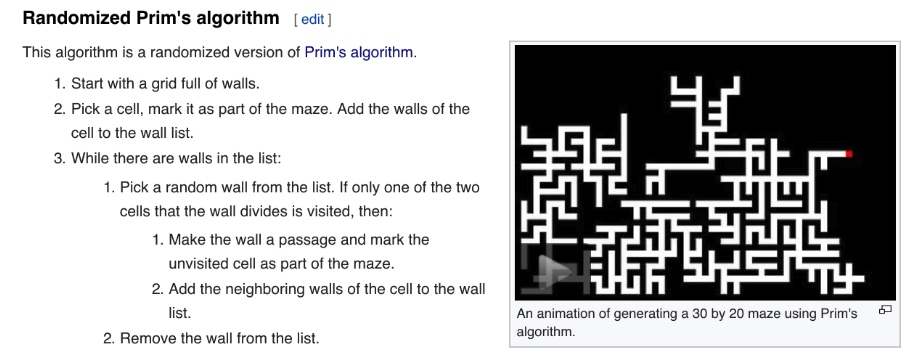 Randomized Prim's algorithm [ edit ]
This algorithm is a randomized version of Prim's algorithm.
1. Start with a grid full of walls.
2. Pick a cell, mark it as part of the maze. Add the walls of the
cell to the wall list.
3. While there are walls in the list:
1. Pick a random wall from the list. If only one of the two
cells that the wall divides is visited, then:
1. Make the wall a passage and mark the
unvisited cell as part of the maze.
2. Add the neighboring walls of the cell to the wall
list.
2. Remove the wall from the list.
An animation of generating a 30 by 20 maze using Prim's
algorithm.